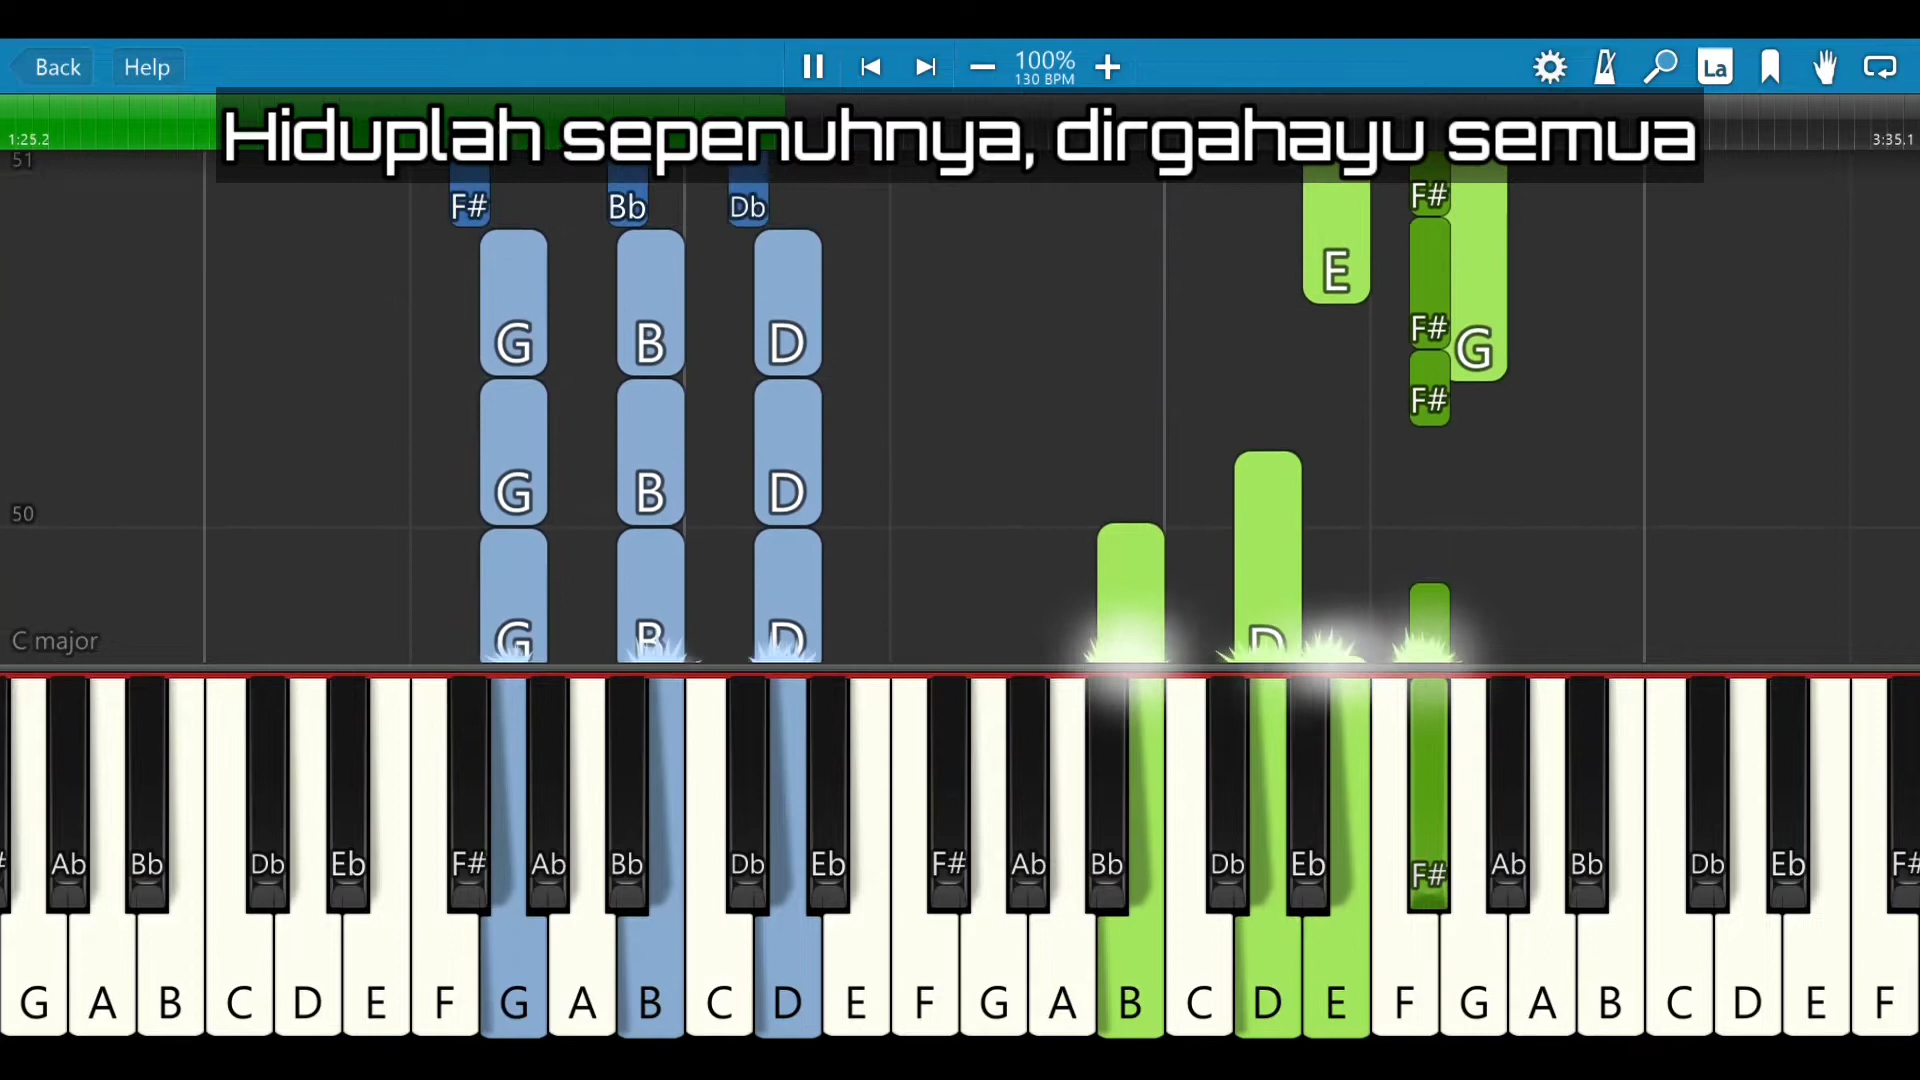 Back Help 100% 130 BPM La
1:25.2 Hiduplah sepenuhnya, dirgahayu semua 3:35,1
51
F# Bb Db F#
E
F#
G B D G
F#
G B D
50
G B D D
C major
Ab Bb Db Eb F# Ab Bb Db Eb F# Ab Bb Db Eb F# Ab Bb Db Eb F#
G A B C D E F G A B C D E F G A B C D E F G A B C D E F